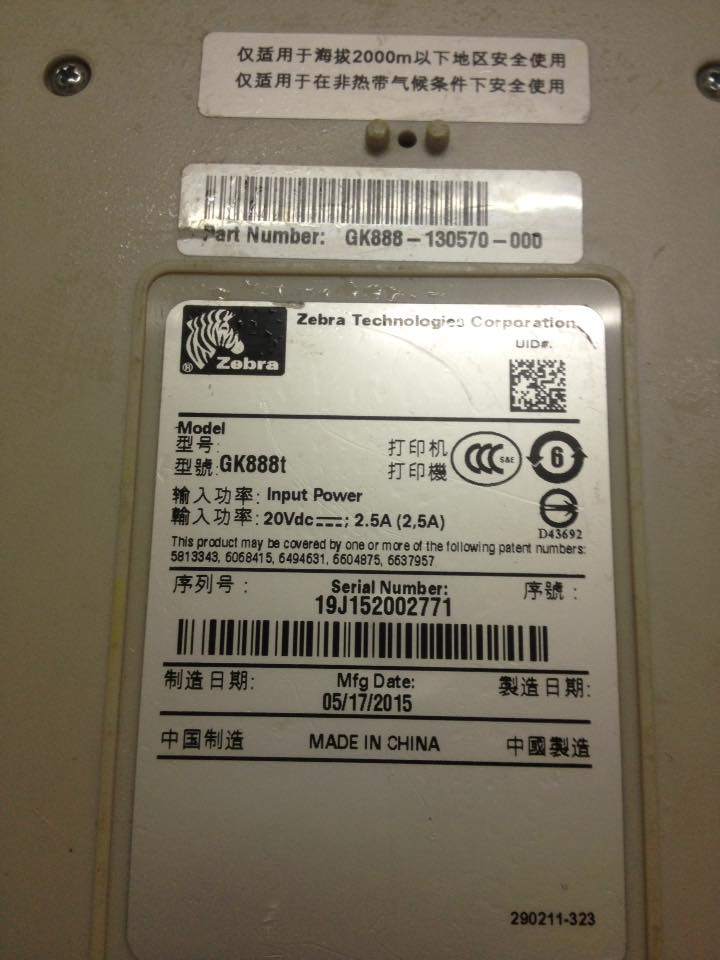 仅适用于海拔2000m以下地区安全使用
仅适用于在非热带气候条件下安全使用
Part Number: GK888-130570-000
Zebra Technologies Corporation
UID#:
® Zebra
Model
型号:
型號:GK888t
打印机
打印機
CCC S&E
6
D43692
输入功率: Input Power
輸入功率: 20Vdc ; 2.5A (2,5A)
This product may be covered by one or more of the following patent numbers:
5813343, 6068415, 6494631, 6604875, 6637957
序列号: Serial Number: 序號:
19J152002771
制造日期: Mfg Date: 製造日期:
05/17/2015
中国制造 MADE IN CHINA 中國製造
290211-323